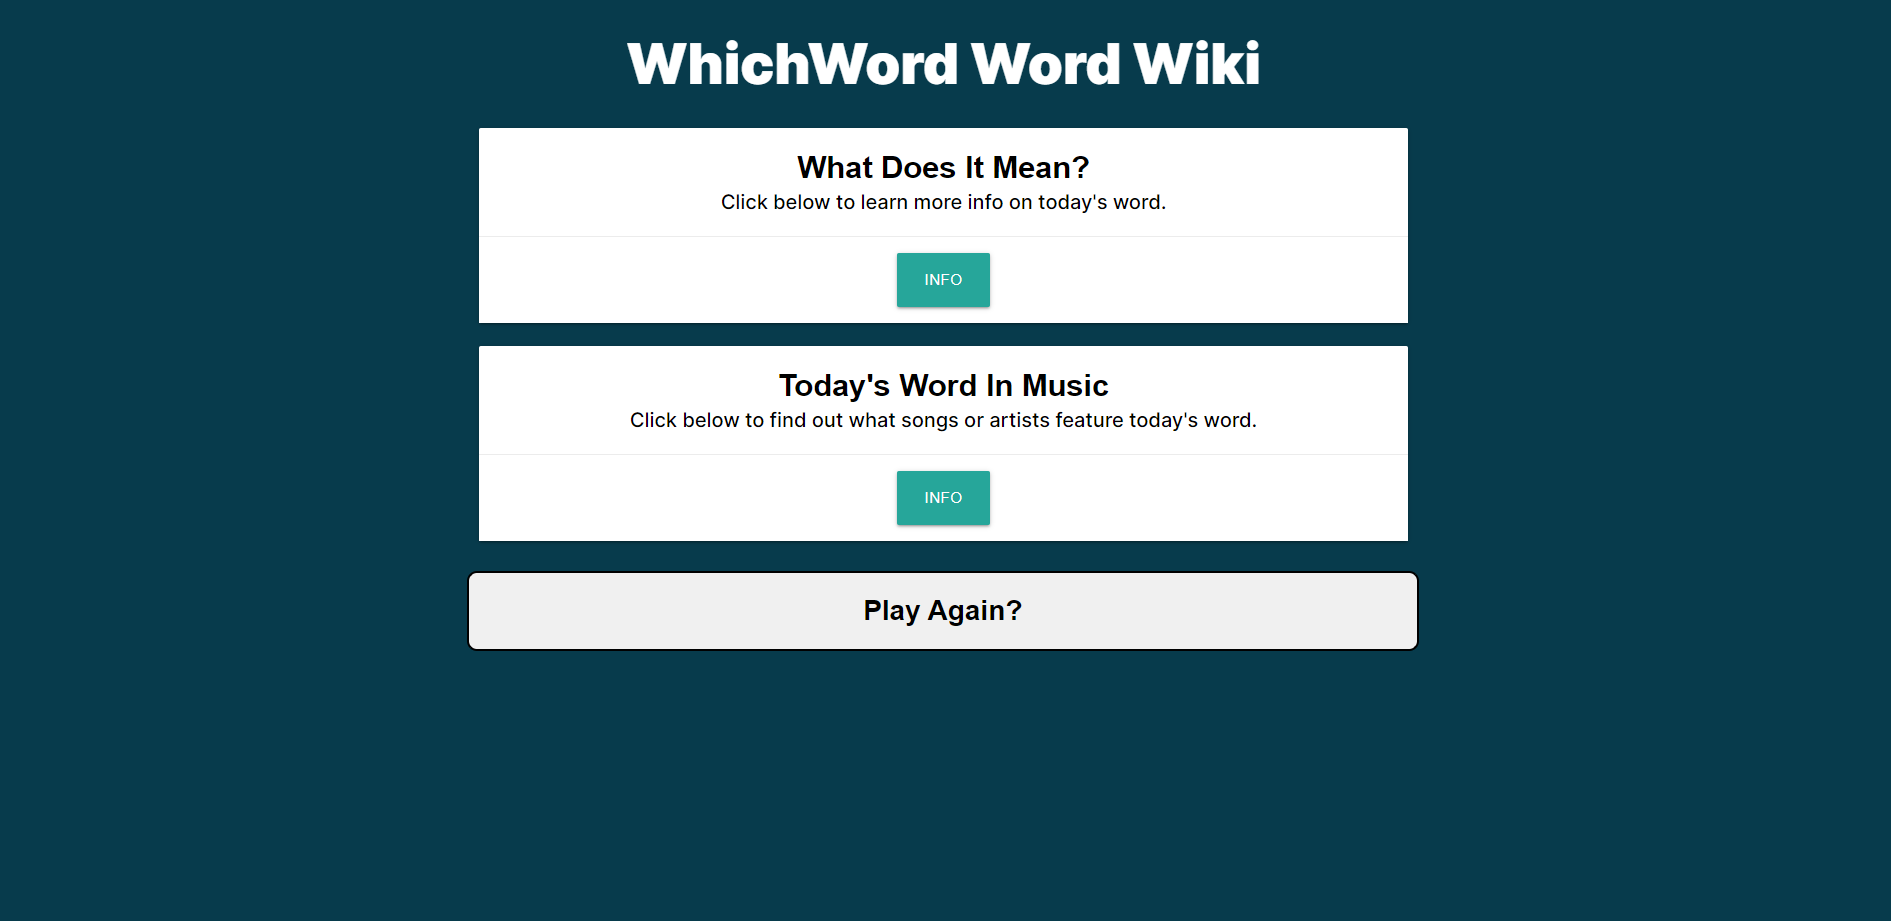 WhichWord Word Wiki
What Does It Mean?
Click below to learn more info on today's word.
INFO
Today's Word In Music
Click below to find out what songs or artists feature today's word.
INFO
Play Again?